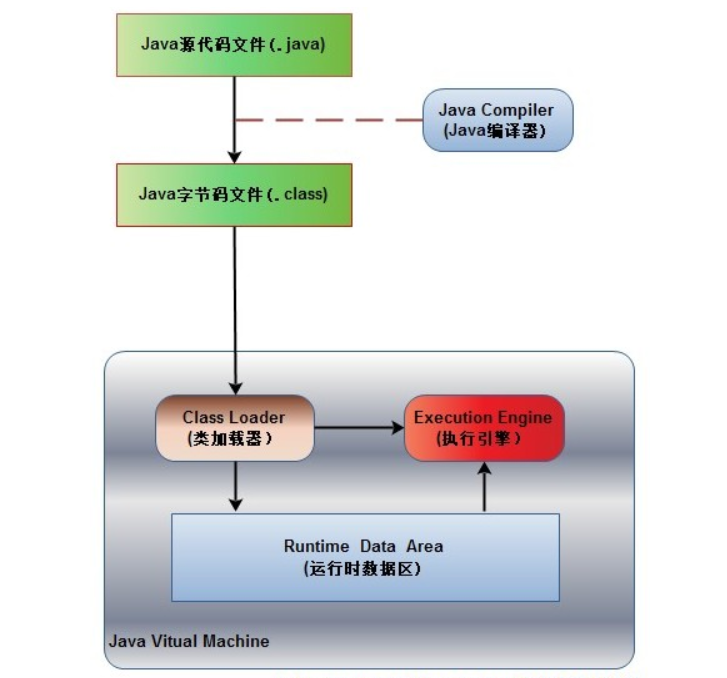 Java源代码文件(.java)
Java Compiler
(Java编译器)
Java字节码文件(.class)
Class Loader
(类加载器)
Execution Engine
(执行引擎)
Runtime Data Area
(运行时数据区)
Java Vitual Machine